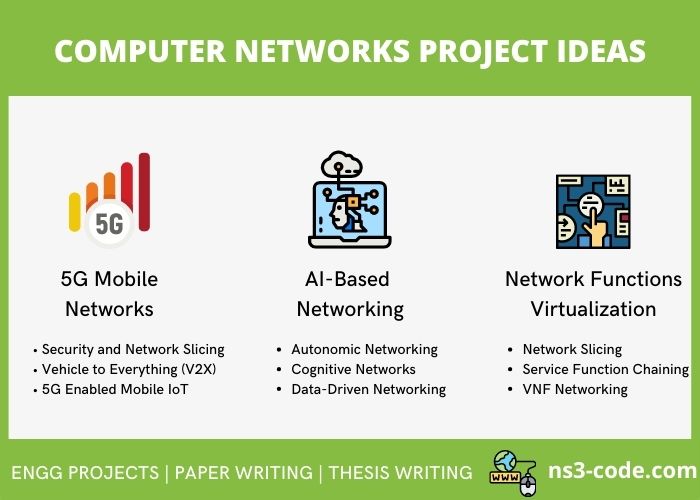 COMPUTER NETWORKS PROJECT IDEAS
5G
5G Mobile
Networks
• Security and Network Slicing
• Vehicle to Everything (V2X)
• 5G Enabled Mobile IoT
AI-Based
Networking
• Autonomic Networking
• Cognitive Networks
• Data-Driven Networking
Network Functions
Virtualization
• Network Slicing
• Service Function Chaining
• VNF Networking
ENGG PROJECTS | PAPER WRITING | THESIS WRITING
WWW
ns3-code.com